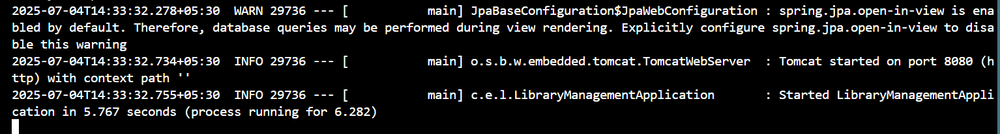 2025-07-04T14:33:32.278+05:30  WARN 29736 --- [           main] JpaBaseConfiguration$JpaWebConfiguration : spring.jpa.open-in-view is ena
bled by default. Therefore, database queries may be performed during view rendering. Explicitly configure spring.jpa.open-in-view to disa
ble this warning
2025-07-04T14:33:32.734+05:30  INFO 29736 --- [           main] o.s.b.w.embedded.tomcat.TomcatWebServer  : Tomcat started on port 8080 (h
ttp) with context path ''
2025-07-04T14:33:32.755+05:30  INFO 29736 --- [           main] c.e.l.LibraryManagementApplication       : Started LibraryManagementAppli
cation in 5.767 seconds (process running for 6.282)